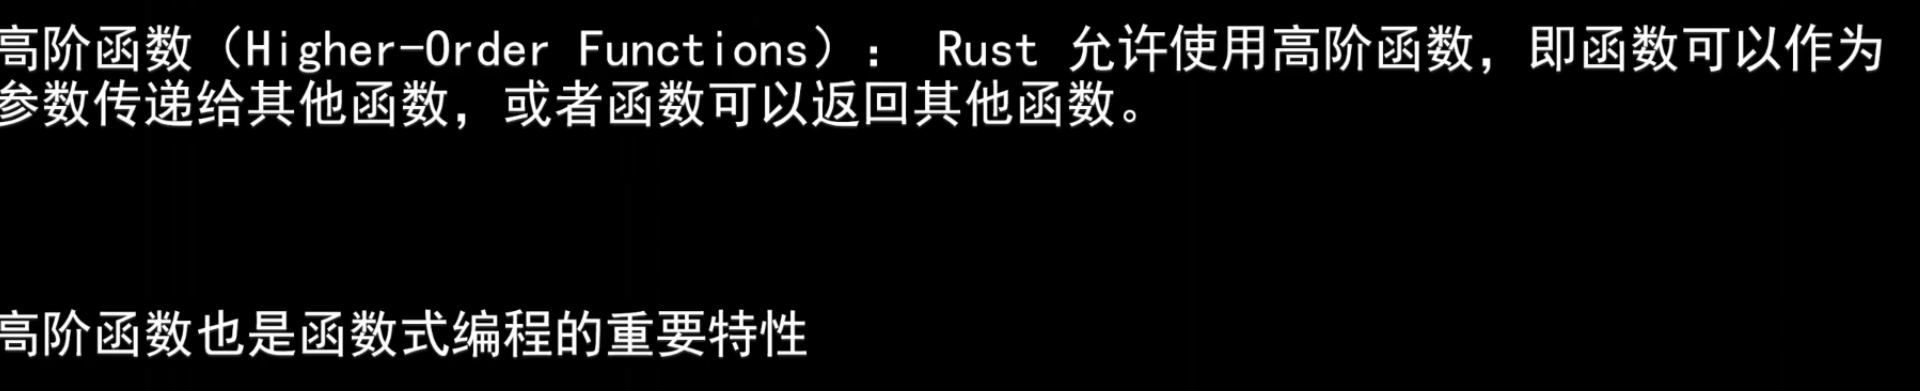 高阶函数（Higher-Order Functions）： Rust 允许使用高阶函数，即函数可以作为
参数传递给其他函数，或者函数可以返回其他函数。
高阶函数也是函数式编程的重要特性